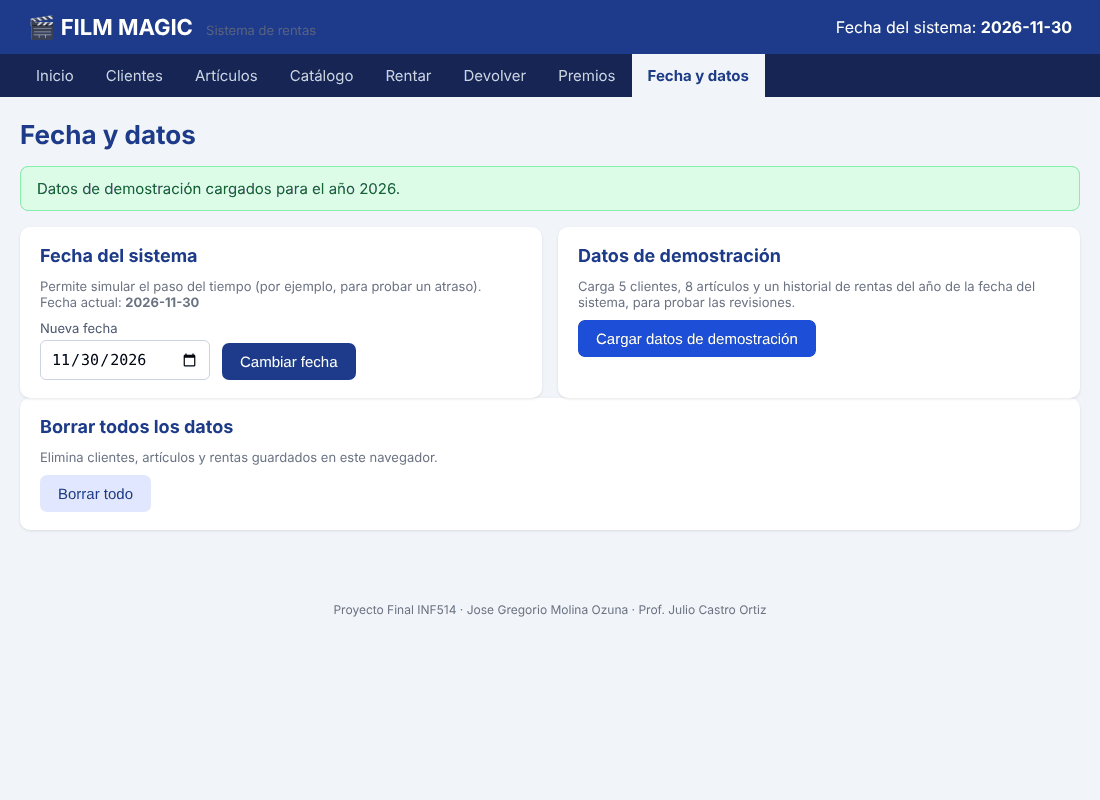 🎬 FILM MAGIC Sistema de rentas
Fecha del sistema: 2026-11-30
Inicio Clientes Artículos Catálogo Rentar Devolver Premios Fecha y datos
Fecha y datos
Datos de demostración cargados para el año 2026.
Fecha del sistema
Permite simular el paso del tiempo (por ejemplo, para probar un atraso).
Fecha actual: 2026-11-30
Nueva fecha
11/30/2026
Cambiar fecha
Datos de demostración
Carga 5 clientes, 8 artículos y un historial de rentas del año de la fecha del
sistema, para probar las revisiones.
Cargar datos de demostración
Borrar todos los datos
Elimina clientes, artículos y rentas guardados en este navegador.
Borrar todo
Proyecto Final INF514 · Jose Gregorio Molina Ozuna · Prof. Julio Castro Ortiz